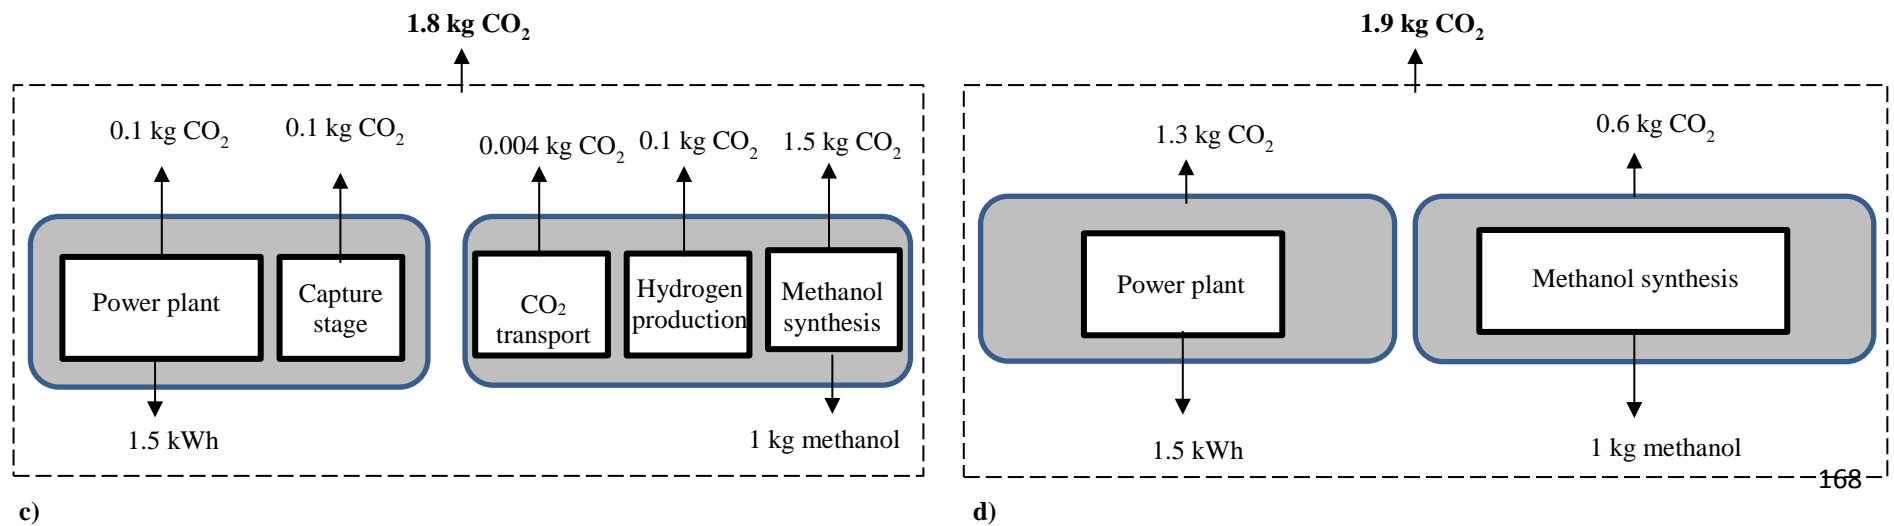 1.8 kg CO₂
0.1 kg CO₂
0.1 kg CO₂
0.004 kg CO₂
0.1 kg CO₂
1.5 kg CO₂
Power plant
Capture
stage
CO₂
transport
Hydrogen
production
Methanol
synthesis
1.5 kWh
1 kg methanol
c)
1.9 kg CO₂
1.3 kg CO₂
0.6 kg CO₂
Power plant
Methanol synthesis
1.5 kWh
1 kg methanol
168
d)